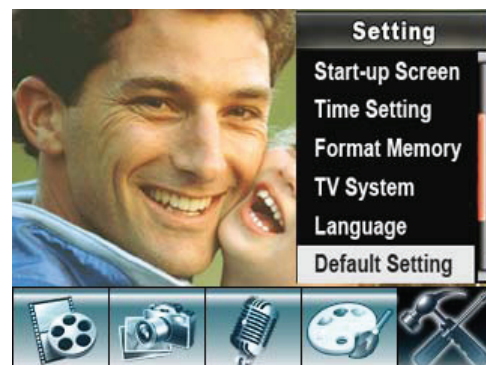 Setting
Start-up Screen
Time Setting
Format Memory
TV System
Language
Default Setting